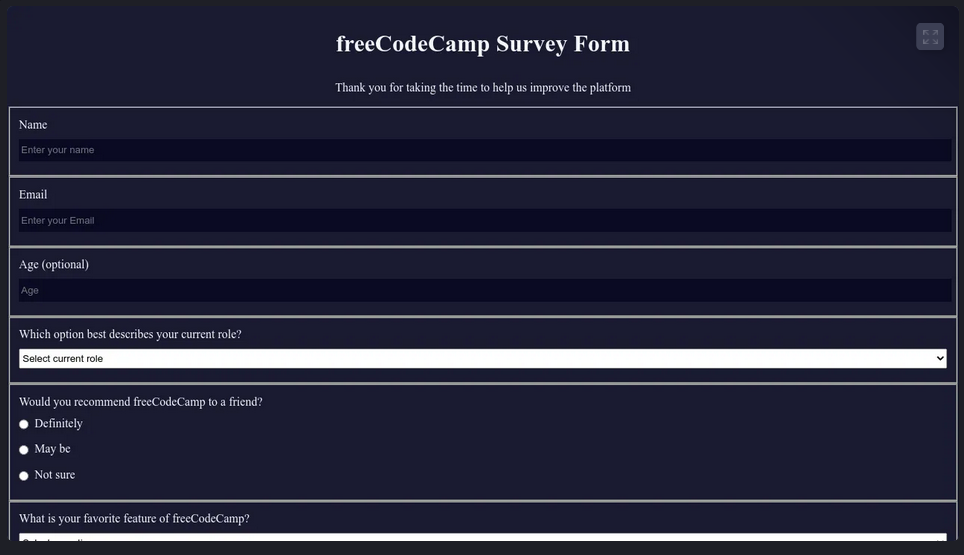 freeCodeCamp Survey Form
Thank you for taking the time to help us improve the platform
Name
Enter your name
Email
Enter your Email
Age (optional)
Age
Which option best describes your current role?
Select current role
Would you recommend freeCodeCamp to a friend?
Definitely
May be
Not sure
What is your favorite feature of freeCodeCamp?